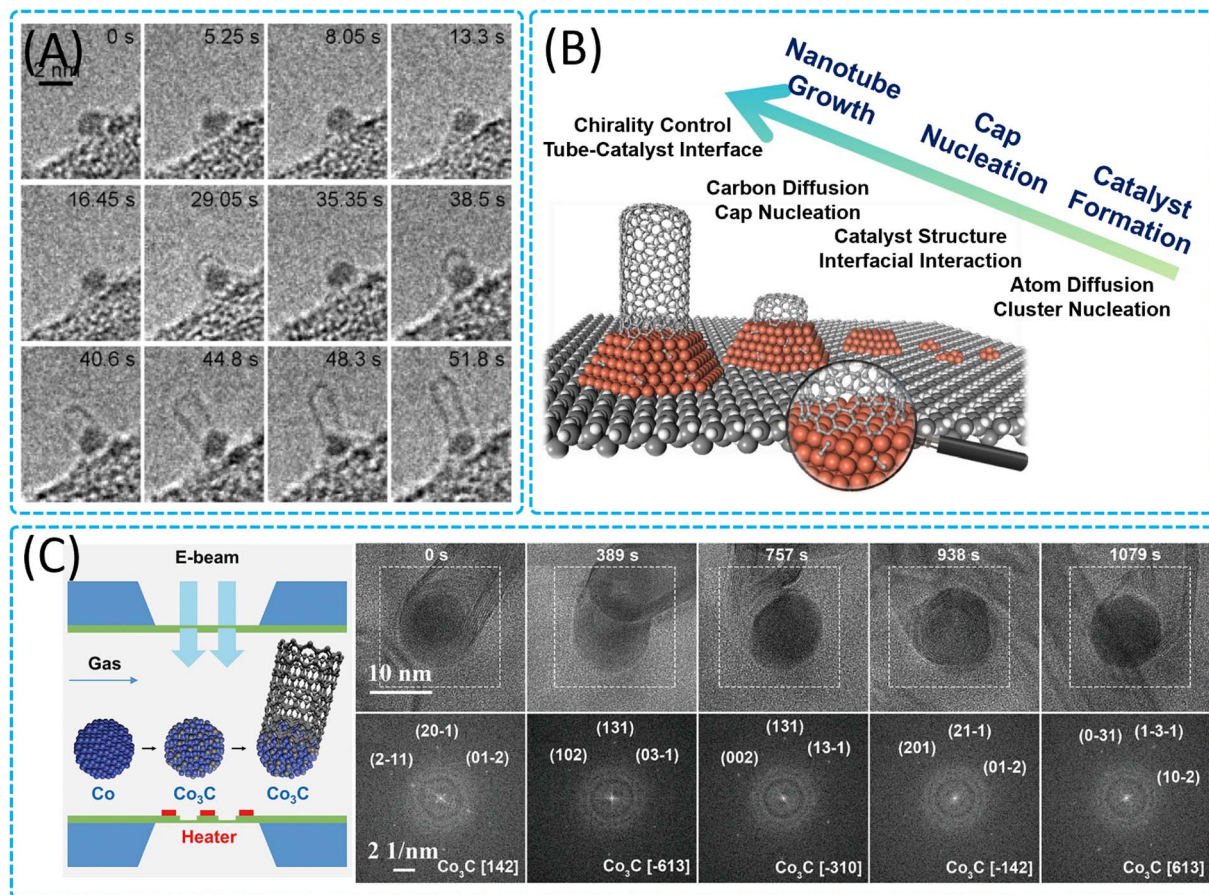 (A)
0 s
5.25 s
8.05 s
13.3 s
2 nm
16.45 s
29.05 s
35.35 s
38.5 s
40.6 s
44.8 s
48.3 s
51.8 s
(B)
Nanotube
Growth
Cap
Nucleation
Catalyst
Formation
Chirality Control
Tube-Catalyst Interface
Carbon Diffusion
Cap Nucleation
Catalyst Structure
Interfacial Interaction
Atom Diffusion
Cluster Nucleation
(C)
E-beam
Gas
Co
Co₃C
Co₃C
Heater
0 s
389 s
757 s
938 s
1079 s
10 nm
(20-1)
(2-11)
(01-2)
2 1/nm
Co₃C [142]
(131)
(102)
(03-1)
Co₃C [-613]
(131)
(002)
(13-1)
Co₃C [-310]
(21-1)
(201)
(01-2)
Co₃C [-142]
(0-31)
(1-3-1)
(10-2)
Co₃C [613]